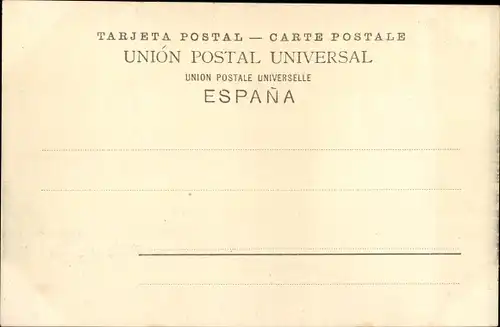 TARJETA POSTAL — CARTE POSTALE
UNIÓN POSTAL UNIVERSAL
UNION POSTALE UNIVERSELLE
ESPAÑA